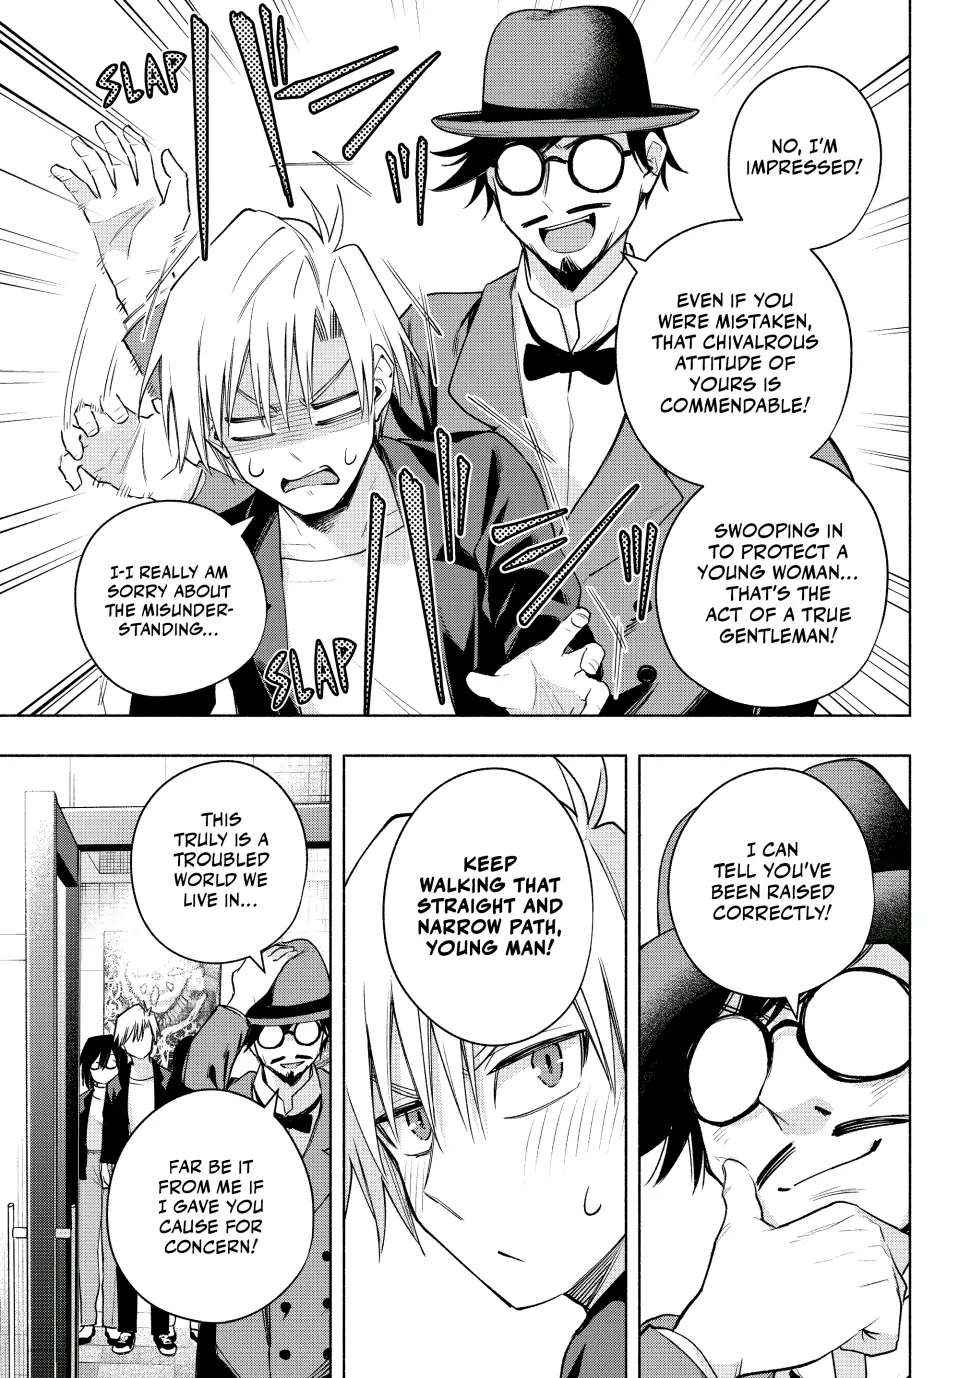 NO, I'M
IMPRESSED!
SLAP
EVEN IF YOU
WERE MISTAKEN,
THAT CHIVALROUS
ATTITUDE OF
YOURS IS
COMMENDABLE!
SWOOPING IN
TO PROTECT A
YOUNG WOMAN...
THAT'S THE
ACT OF A TRUE
GENTLEMAN!
I-I REALLY AM
SORRY ABOUT
THE MISUNDER-
STANDING...
SLAP
I CAN
TELL YOU'VE
BEEN RAISED
CORRECTLY!
KEEP
WALKING THAT
STRAIGHT AND
NARROW PATH,
YOUNG MAN!
THIS
TRULY IS A
TROUBLED
WORLD WE
LIVE IN...
FAR BE IT
FROM ME IF
I GAVE YOU
CAUSE FOR
CONCERN!